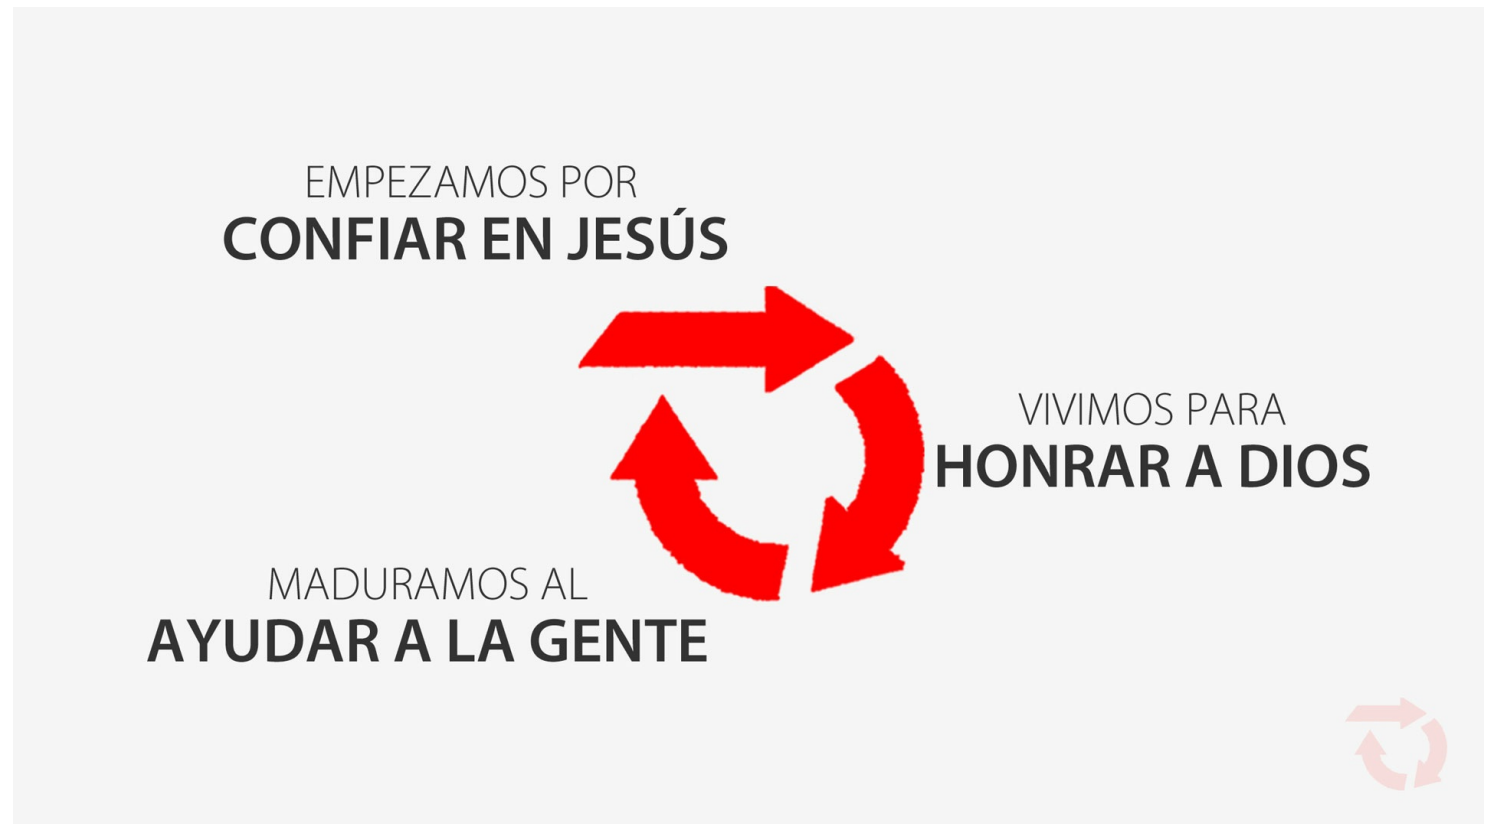 EMPEZAMOS POR
CONFIAR EN JESÚS
VIVIMOS PARA
HONRAR A DIOS
MADURAMOS AL
AYUDAR A LA GENTE